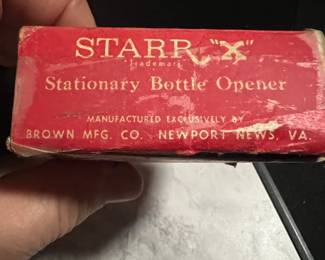 STARR "X"
Trademark
Stationary Bottle Opener
MANUFACTURED EXCLUSIVELY BY
BROWN MFG. CO. NEWPORT NEWS, VA.